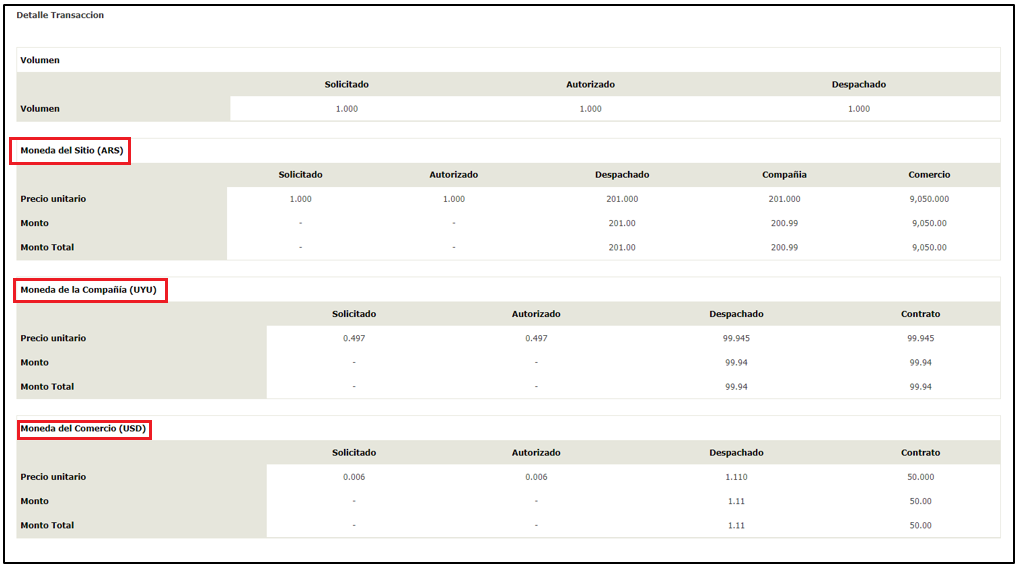 Detalle Transaccion
Volumen
Solicitado Autorizado Despachado
Volumen 1.000 1.000 1.000
Moneda del Sitio (ARS)
Solicitado Autorizado Despachado Compañia Comercio
Precio unitario 1.000 1.000 201.000 201.000 9,050.000
Monto - - 201.00 200.99 9,050.00
Monto Total - - 201.00 200.99 9,050.00
Moneda de la Compañia (UYU)
Solicitado Autorizado Despachado Contrato
Precio unitario 0.497 0.497 99.945 99.945
Monto - - 99.94 99.94
Monto Total - - 99.94 99.94
Moneda del Comercio (USD)
Solicitado Autorizado Despachado Contrato
Precio unitario 0.006 0.006 1.110 50.000
Monto - - 1.11 50.00
Monto Total - - 1.11 50.00